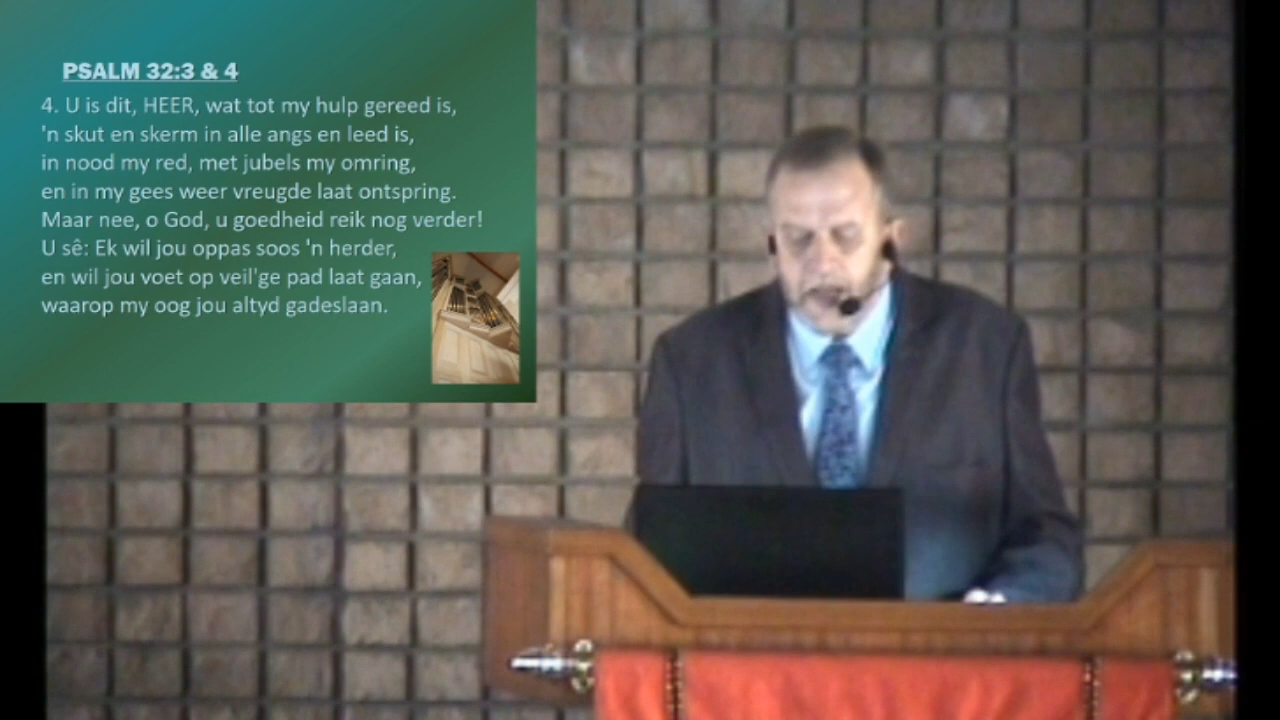 PSALM 32:3 & 4
4. U is dit, HEER, wat tot my hulp gereed is,
'n skut en skerm in alle angs en leed is,
in nood my red, met jubels my omring,
en in my gees weer vreugde laat ontspring.
Maar nee, o God, u goedheid reik nog verder!
U sê: Ek wil jou oppas soos 'n herder,
en wil jou voet op veil'ge pad laat gaan,
waarop my oog jou altyd gadeslaan.